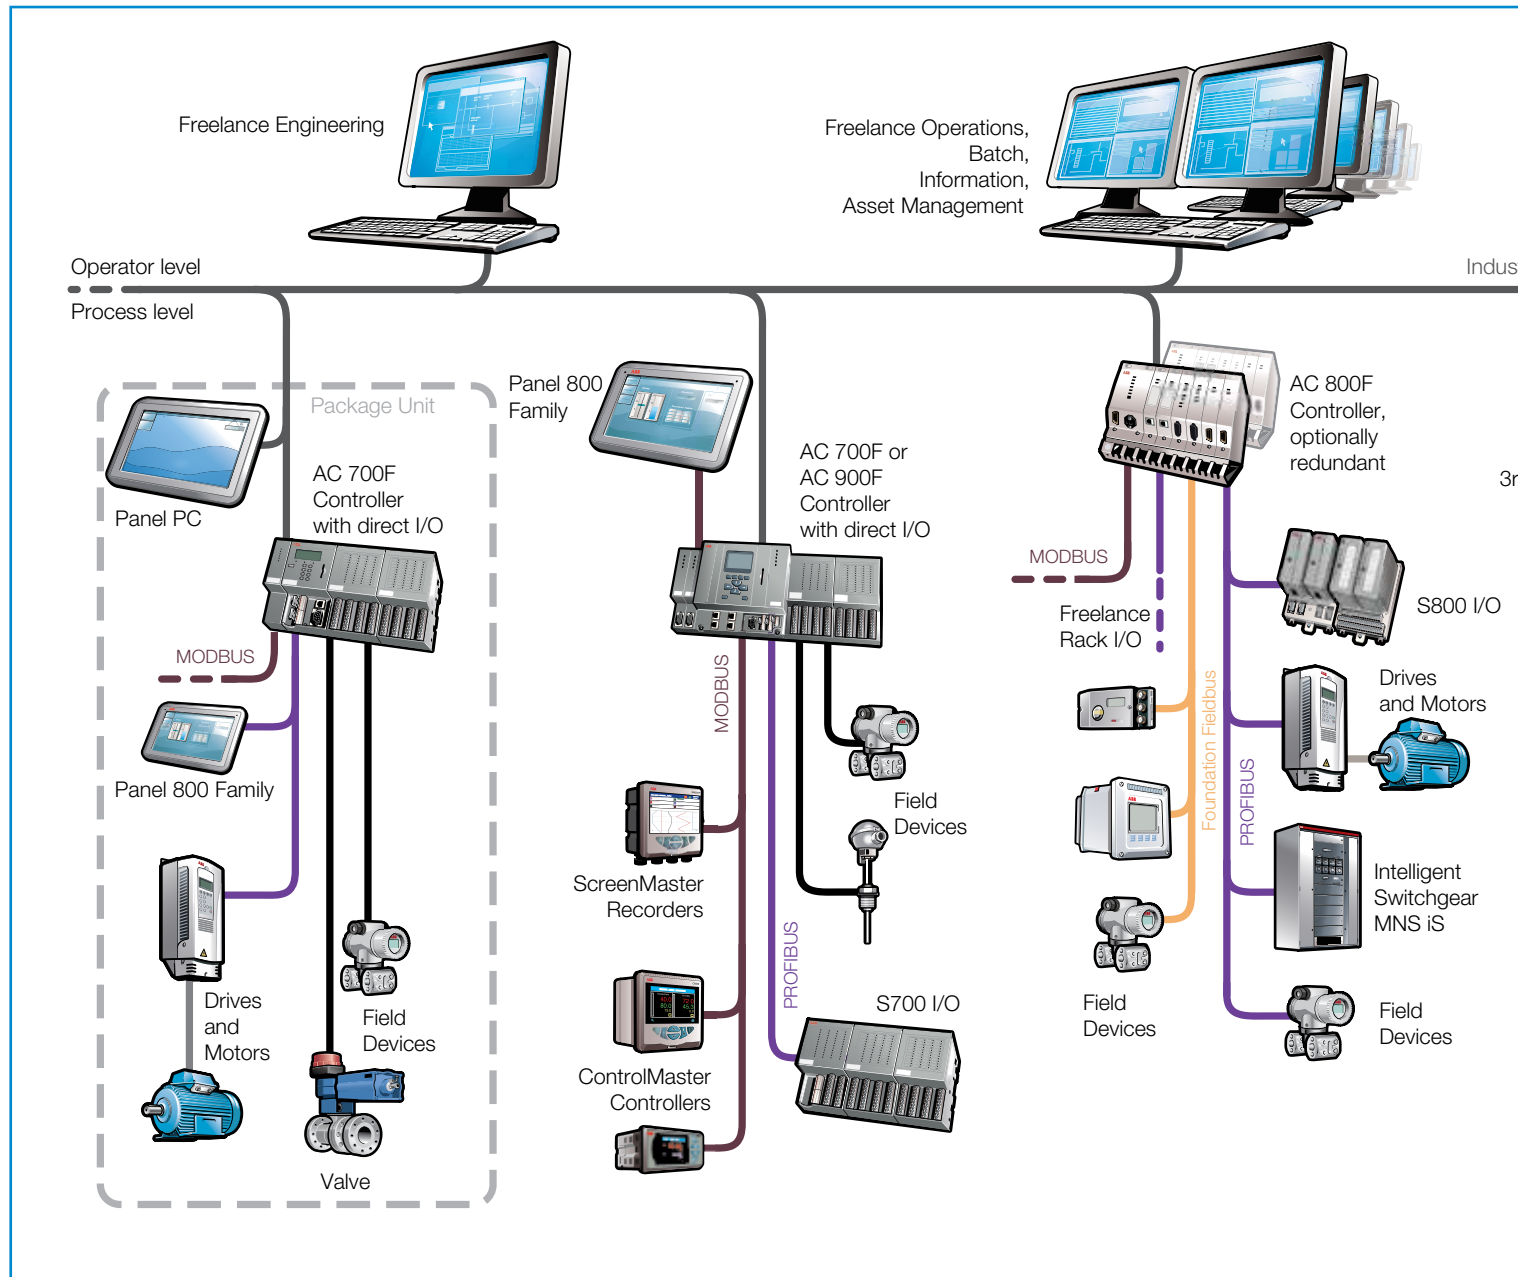 Freelance Engineering
Freelance Operations,
Batch,
Information,
Asset Management
Operator level
Indus
Process level
Package Unit
Panel PC
AC 700F
Controller
with direct I/O
MODBUS
Panel 800 Family
Drives
and
Motors
Field
Devices
Valve
Panel 800
Family
AC 700F or
AC 900F
Controller
with direct I/O
MODBUS
PROFIBUS
Field
Devices
ScreenMaster
Recorders
ControlMaster
Controllers
S700 I/O
AC 800F
Controller,
optionally
redundant
3r
MODBUS
Freelance
Rack I/O
Foundation Fieldbus
PROFIBUS
S800 I/O
Drives
and Motors
Intelligent
Switchgear
MNS iS
Field
Devices
Field
Devices